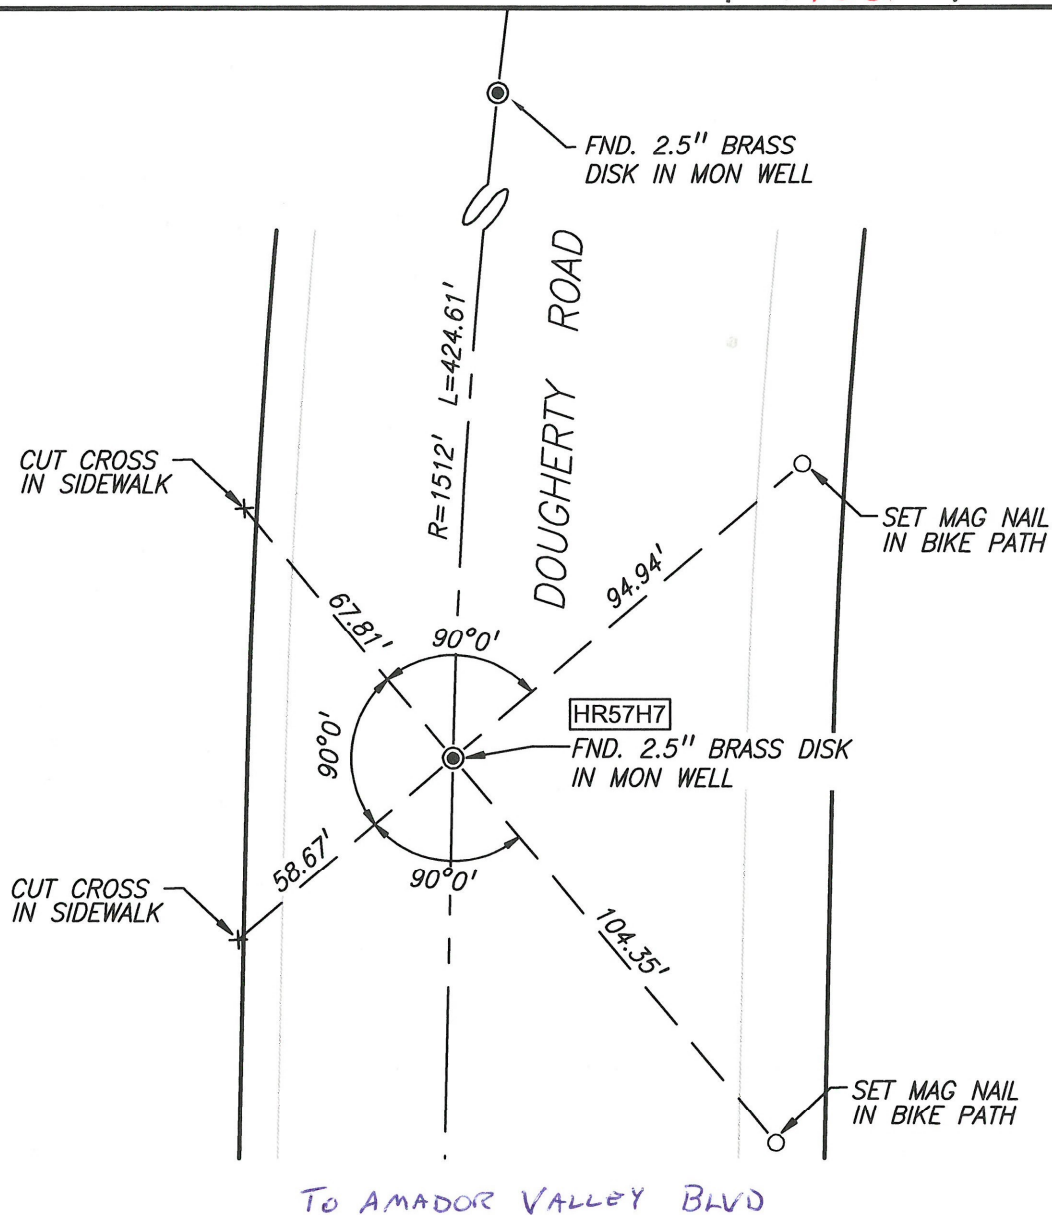 FND. 2.5" BRASS
DISK IN MON WELL
DOUGHERTY ROAD
R=1512' L=424.61'
CUT CROSS
IN SIDEWALK
SET MAG NAIL
IN BIKE PATH
67.81'
94.94'
90°0'
90°0'
HR57H7
FND. 2.5" BRASS DISK
IN MON WELL
58.67'
90°0'
CUT CROSS
IN SIDEWALK
104.35'
SET MAG NAIL
IN BIKE PATH
To AMADOR VALLEY BLVD